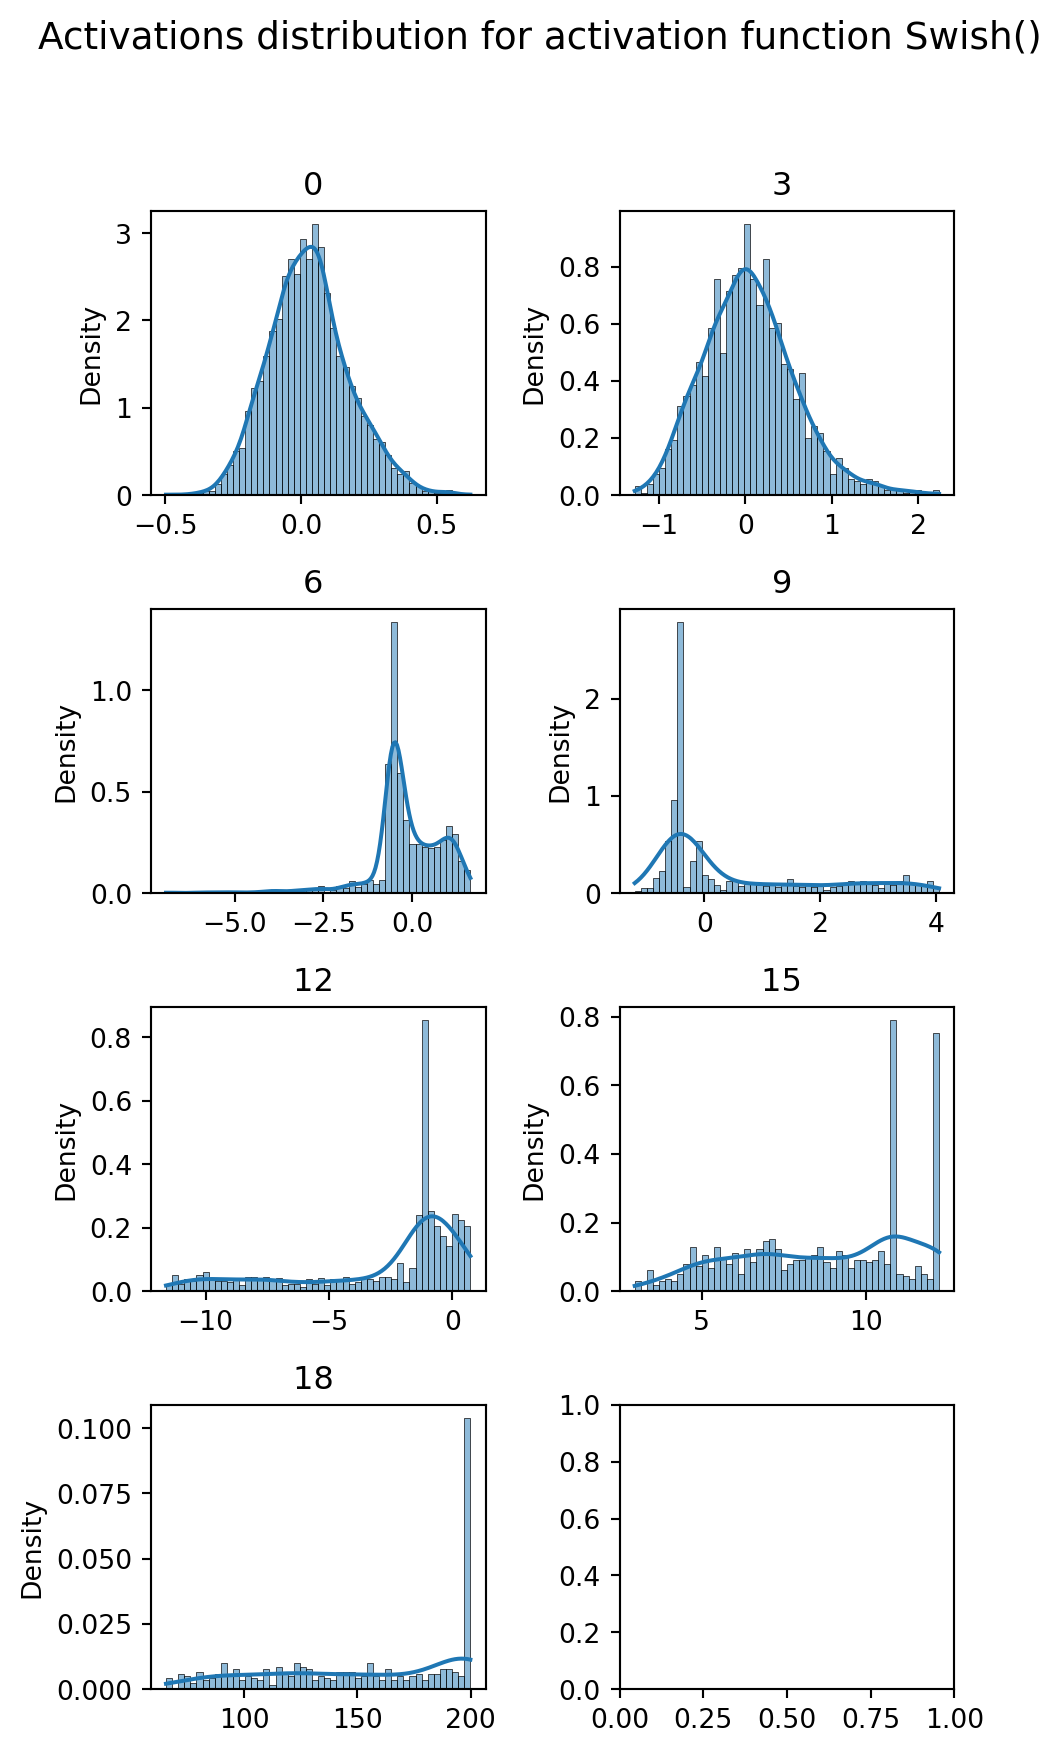 Activations distribution for activation function Swish()
0
3
2
1
0
Density
−0.5 0.0 0.5
3
0.8
0.6
0.4
0.2
0.0
Density
−1 0 1 2
6
1.0
0.5
0.0
Density
−5.0 −2.5 0.0
9
2
1
0
Density
0 2 4
12
0.8
0.6
0.4
0.2
0.0
Density
−10 −5 0
15
0.8
0.6
0.4
0.2
0.0
Density
5 10
18
0.100
0.075
0.050
0.025
0.000
Density
100 150 200
1.0
0.8
0.6
0.4
0.2
0.0
0.00 0.25 0.50 0.75 1.00